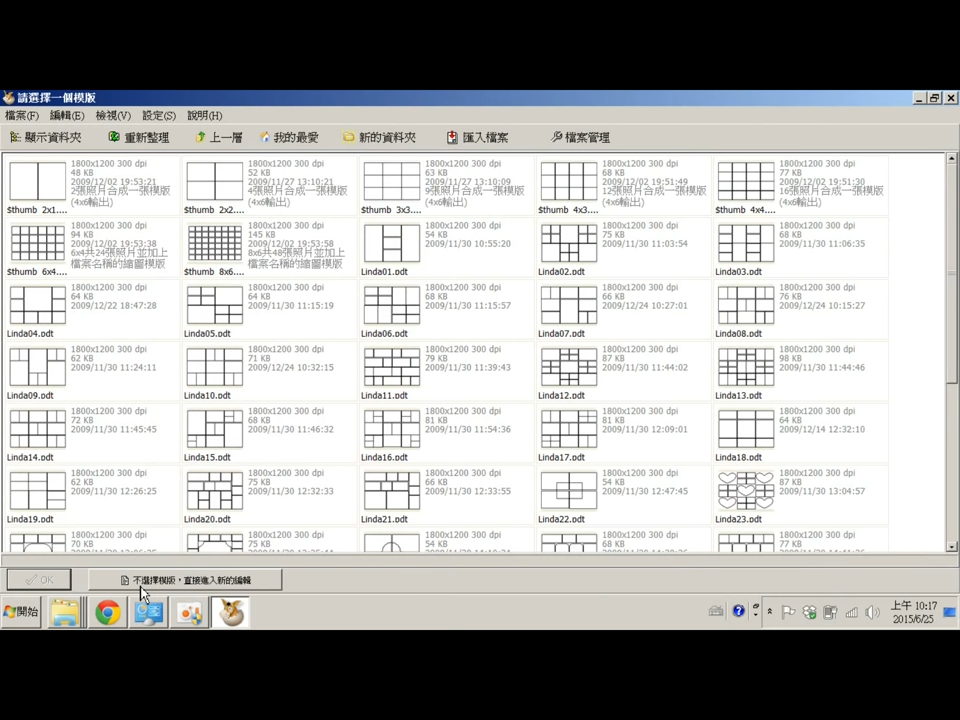 請選擇一個模版
檔案(F) 編輯(E) 檢視(V) 設定(S) 說明(H)
顯示資料夾 重新整理 上一層 我的最愛 新的資料夾 匯入檔案 檔案管理
1800x1200 300 dpi
48 KB
2009/12/02 19:53:21
2張照片合成一張模版
(4x6輸出)
$thumb 2x1....
1800x1200 300 dpi
52 KB
2009/11/27 13:10:21
4張照片合成一張模版
(4x6輸出)
$thumb 2x2....
1800x1200 300 dpi
63 KB
2009/11/27 13:10:09
9張照片合成一張模版
(4x6輸出)
$thumb 3x3....
1800x1200 300 dpi
68 KB
2009/12/02 19:51:49
12張照片合成一張模版
(4x6輸出)
$thumb 4x3....
1800x1200 300 dpi
77 KB
2009/12/02 19:51:30
16張照片合成一張模版
(4x6輸出)
$thumb 4x4....
1800x1200 300 dpi
94 KB
2009/12/02 19:53:38
6x4共24張照片並加上
檔案名稱的縮圖模版
$thumb 6x4....
1800x1200 300 dpi
145 KB
2009/12/02 19:53:58
8x6共48張照片並加上
檔案名稱的縮圖模版
$thumb 8x6....
1800x1200 300 dpi
54 KB
2009/11/30 10:55:20
Linda01.pdt
1800x1200 300 dpi
75 KB
2009/11/30 11:03:54
Linda02.pdt
1800x1200 300 dpi
62 KB
2009/11/30 11:06:35
Linda03.pdt
1800x1200 300 dpi
64 KB
2009/12/22 18:47:28
Linda04.pdt
1800x1200 300 dpi
64 KB
2009/11/30 11:15:19
Linda05.pdt
1800x1200 300 dpi
68 KB
2009/11/30 11:15:57
Linda06.pdt
1800x1200 300 dpi
66 KB
2009/12/24 10:27:01
Linda07.pdt
1800x1200 300 dpi
76 KB
2009/12/24 10:15:27
Linda08.pdt
1800x1200 300 dpi
62 KB
2009/11/30 11:24:11
Linda09.pdt
1800x1200 300 dpi
71 KB
2009/12/24 10:32:15
Linda10.pdt
1800x1200 300 dpi
79 KB
2009/11/30 11:39:43
Linda11.pdt
1800x1200 300 dpi
87 KB
2009/11/30 11:44:02
Linda12.pdt
1800x1200 300 dpi
98 KB
2009/11/30 11:44:46
Linda13.pdt
1800x1200 300 dpi
72 KB
2009/11/30 11:45:45
Linda14.pdt
1800x1200 300 dpi
68 KB
2009/11/30 11:46:32
Linda15.pdt
1800x1200 300 dpi
81 KB
2009/11/30 11:54:36
Linda16.pdt
1800x1200 300 dpi
81 KB
2009/11/30 12:09:01
Linda17.pdt
1800x1200 300 dpi
64 KB
2009/12/14 12:32:10
Linda18.pdt
1800x1200 300 dpi
62 KB
2009/11/30 12:26:25
Linda19.pdt
1800x1200 300 dpi
75 KB
2009/11/30 12:32:33
Linda20.pdt
1800x1200 300 dpi
66 KB
2009/11/30 12:33:55
Linda21.pdt
1800x1200 300 dpi
54 KB
2009/11/30 12:47:45
Linda22.pdt
1800x1200 300 dpi
87 KB
2009/11/30 13:04:57
Linda23.pdt
1800x1200 300 dpi
70 KB
1800x1200 300 dpi
75 KB
1800x1200 300 dpi
54 KB
1800x1200 300 dpi
68 KB
1800x1200 300 dpi
67 KB
OK
不選擇模版，直接進入新的編輯
開始
上午 10:17
2015/6/25